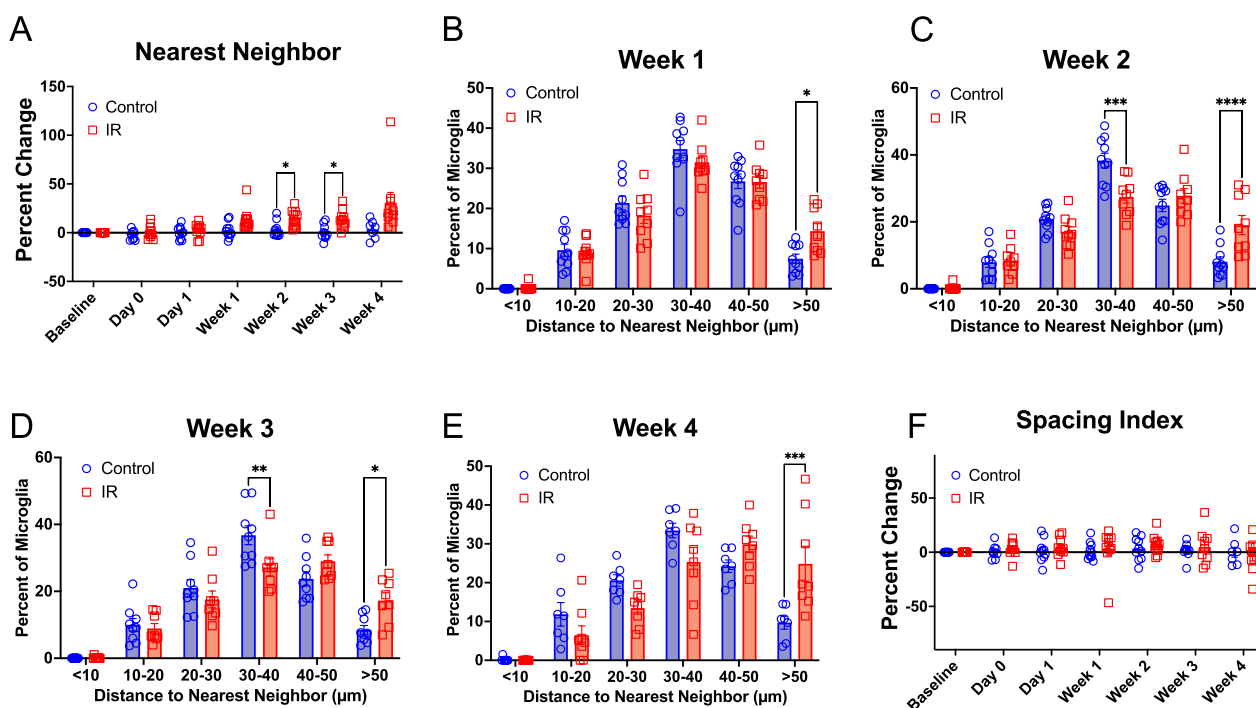 A
Nearest Neighbor
Percent Change
150
100
50
0
-50
Control
IR
*
*
Baseline
Day 0
Day 1
Week 1
Week 2
Week 3
Week 4
B
Week 1
Percent of Microglia
50
40
30
20
10
0
Control
IR
*
<10 10-20 20-30 30-40 40-50 >50
Distance to Nearest Neighbor (μm)
C
Week 2
Percent of Microglia
60
40
20
0
Control
IR
***
****
<10 10-20 20-30 30-40 40-50 >50
Distance to Nearest Neighbor (μm)
D
Week 3
Percent of Microglia
60
40
20
0
Control
IR
**
*
<10 10-20 20-30 30-40 40-50 >50
Distance to Nearest Neighbor (μm)
E
Week 4
Percent of Microglia
50
40
30
20
10
0
Control
IR
***
<10 10-20 20-30 30-40 40-50 >50
Distance to Nearest Neighbor (μm)
F
Spacing Index
Percent Change
50
0
-50
Control
IR
Baseline
Day 0
Day 1
Week 1
Week 2
Week 3
Week 4